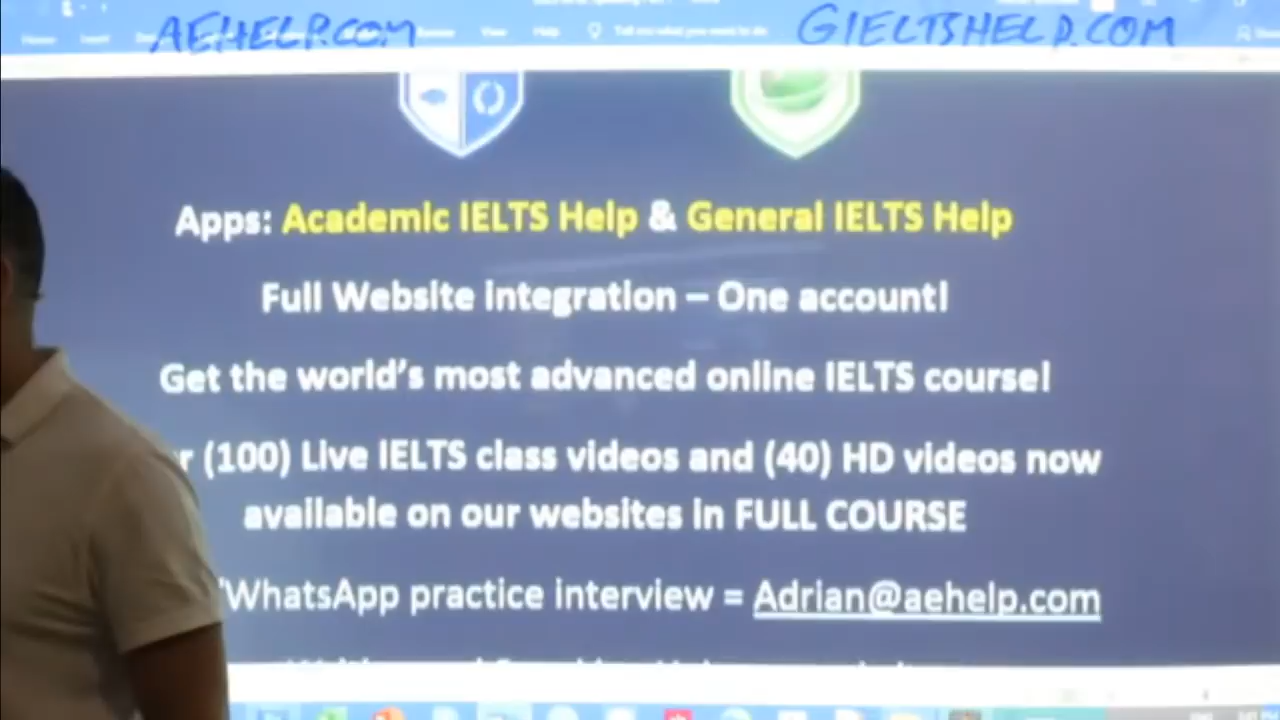 AEHELP.COM GIELTSHELP.COM
Apps: Academic IELTS Help & General IELTS Help
Full Website integration – One account!
Get the world's most advanced online IELTS course!
(100) Live IELTS class videos and (40) HD videos now
available on our websites in FULL COURSE
WhatsApp practice interview = Adrian@aehelp.com